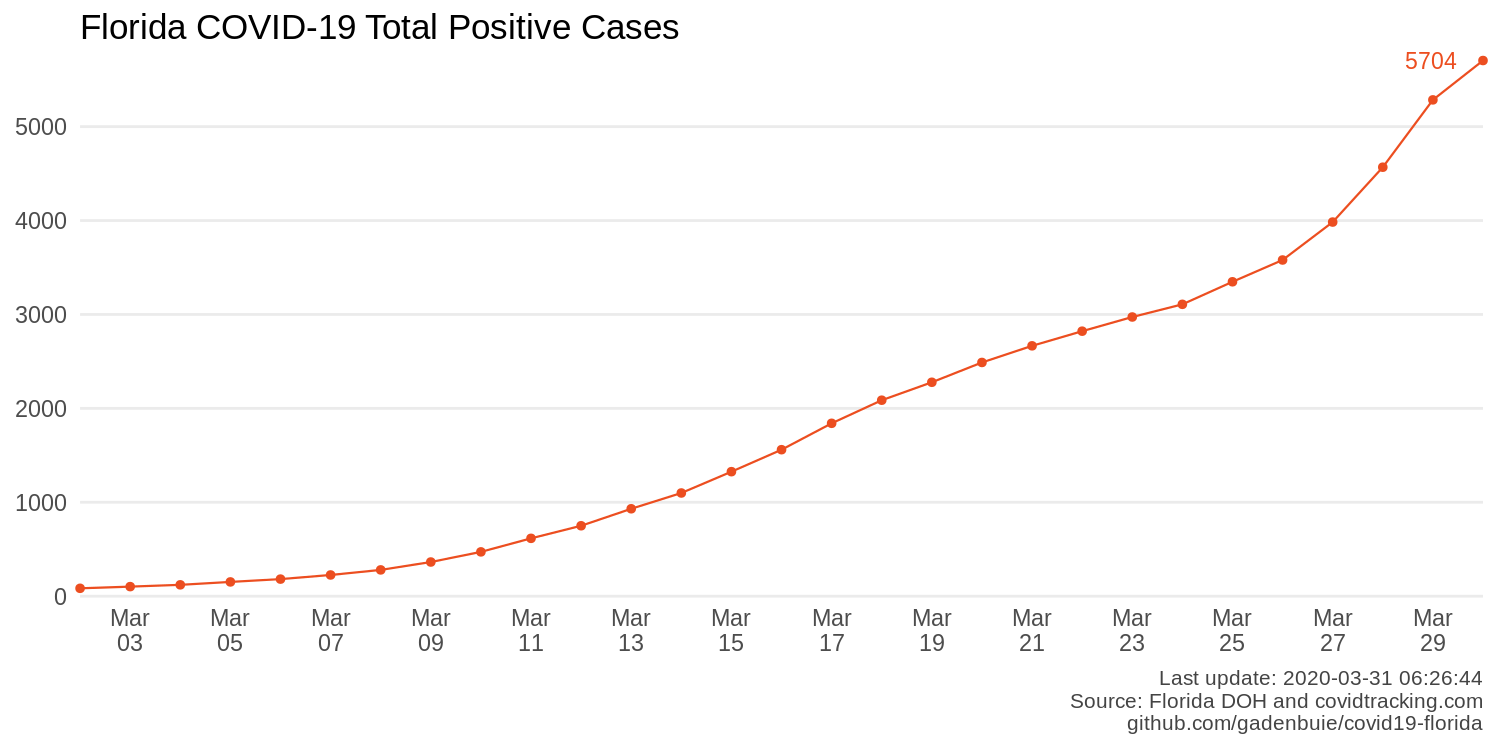 Florida COVID-19 Total Positive Cases
5704
5000
4000
3000
2000
1000
0
Mar Mar Mar Mar Mar Mar Mar Mar Mar Mar Mar Mar Mar Mar
03 05 07 09 11 13 15 17 19 21 23 25 27 29
Last update: 2020-03-31 06:26:44
Source: Florida DOH and covidtracking.com
github.com/gadenbuie/covid19-florida